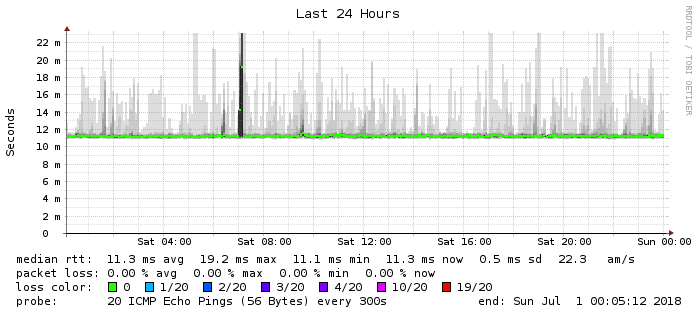 Last 24 Hours
RRDTOOL / TOBI OETIKER
Seconds
22 m
20 m
18 m
16 m
14 m
12 m
10 m
8 m
6 m
4 m
2 m
0
Sat 04:00 Sat 08:00 Sat 12:00 Sat 16:00 Sat 20:00 Sun 00:00
median rtt: 11.3 ms avg 19.2 ms max 11.1 ms min 11.3 ms now 0.5 ms sd 22.3 am/s
packet loss: 0.00 % avg 0.00 % max 0.00 % min 0.00 % now
loss color: 0 1/20 2/20 3/20 4/20 10/20 19/20
probe: 20 ICMP Echo Pings (56 Bytes) every 300s end: Sun Jul 1 00:05:12 2018